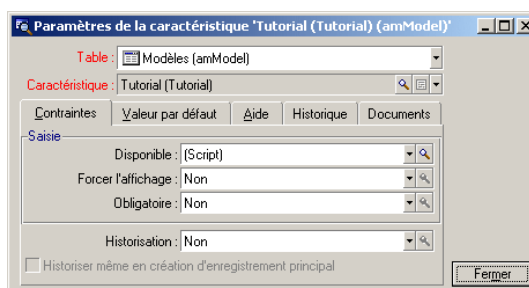 Paramètres de la caractéristique 'Tutorial (Tutorial) (amModel)'
Table : Modèles (amModel)
Caractéristique : Tutorial (Tutorial)
Contraintes Valeur par défaut Aide Historique Documents
Saisie
Disponible : (Script)
Forcer l'affichage : Non
Obligatoire : Non
Historisation : Non
Historiser même en création d'enregistrement principal
Fermer